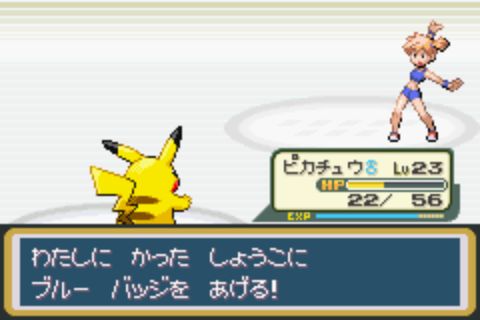 ピカチュウ♂ Lv23
HP
22/ 56
EXP
わたしに かった しょうこに
ブルー バッジを あげる!